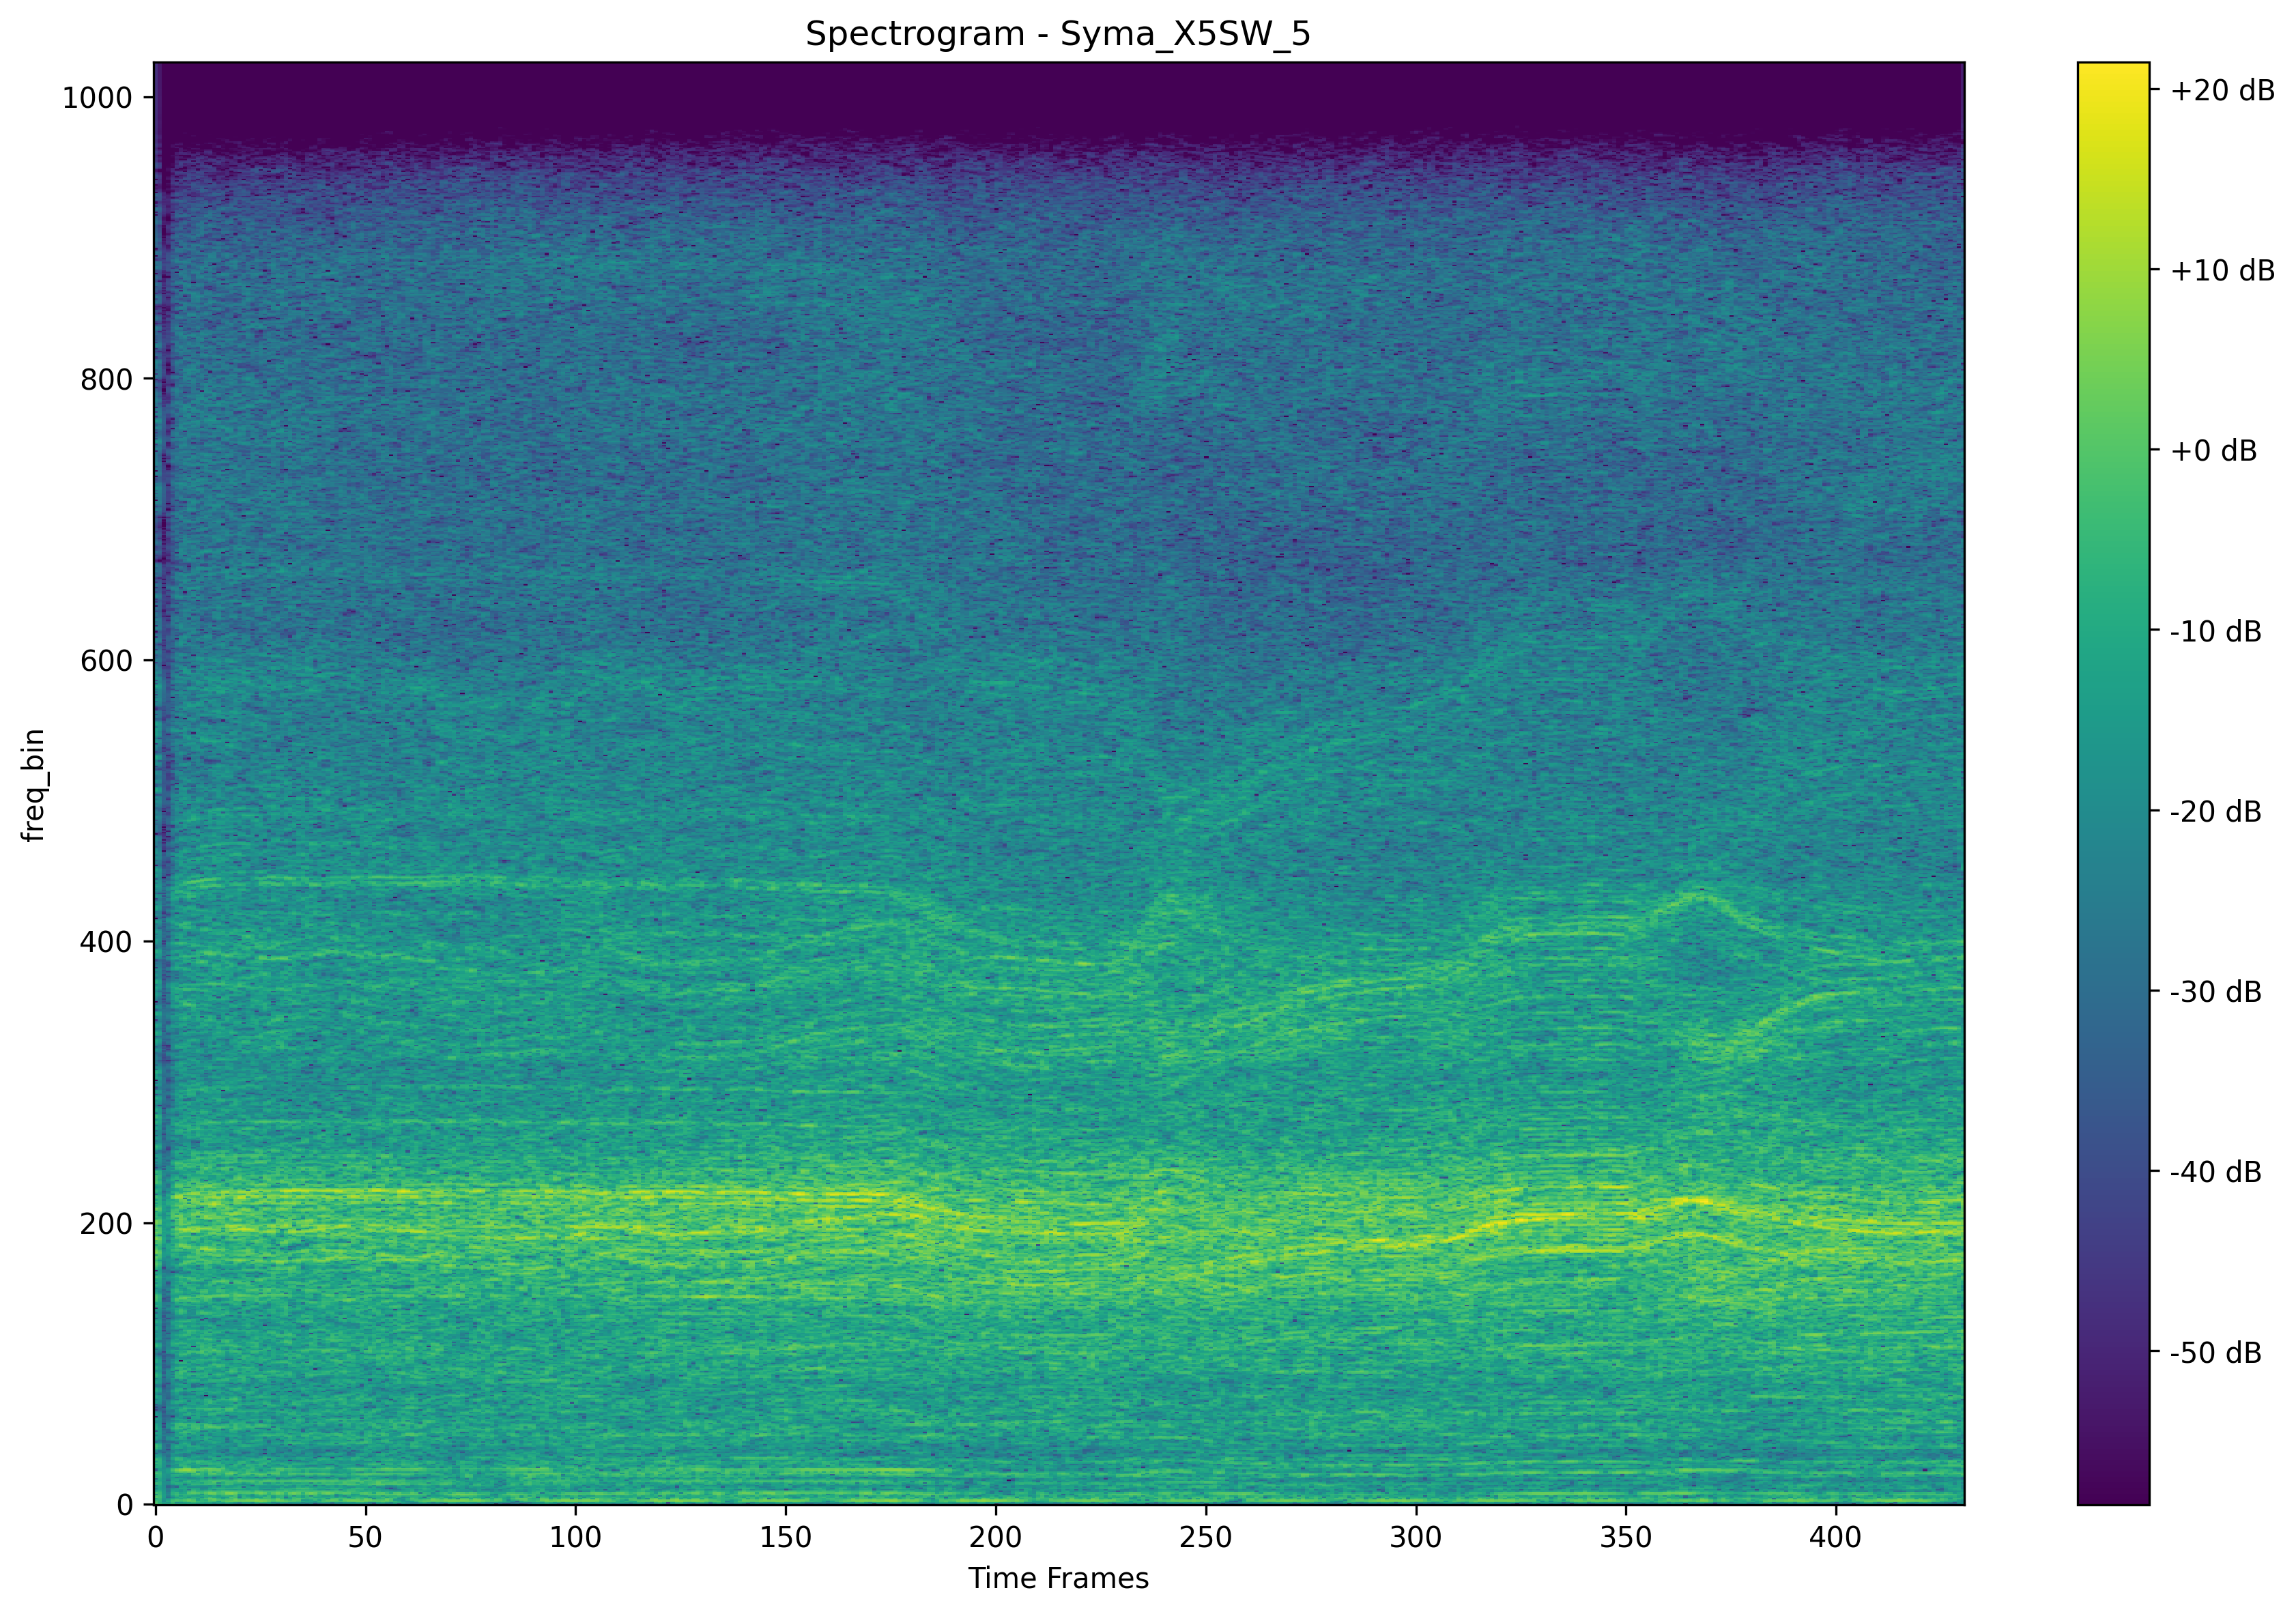 Spectrogram - Syma_X5SW_5
freq_bin
1000
800
600
400
200
0
0 50 100 150 200 250 300 350 400
Time Frames
+20 dB
+10 dB
+0 dB
-10 dB
-20 dB
-30 dB
-40 dB
-50 dB